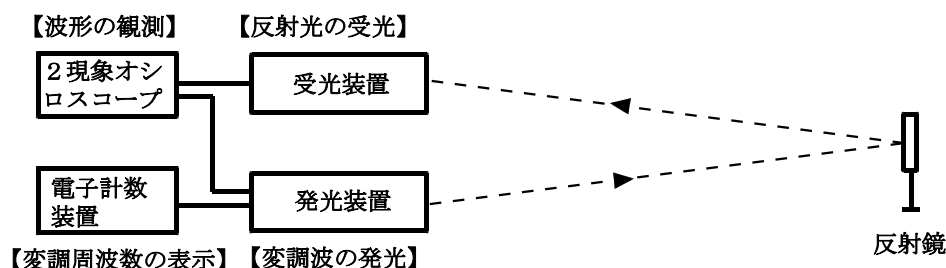 【波形の観測】
【反射光の受光】
２現象オシ
ロスコープ
受光装置
電子計数
装置
発光装置
反射鏡
【変調周波数の表示】
【変調波の発光】